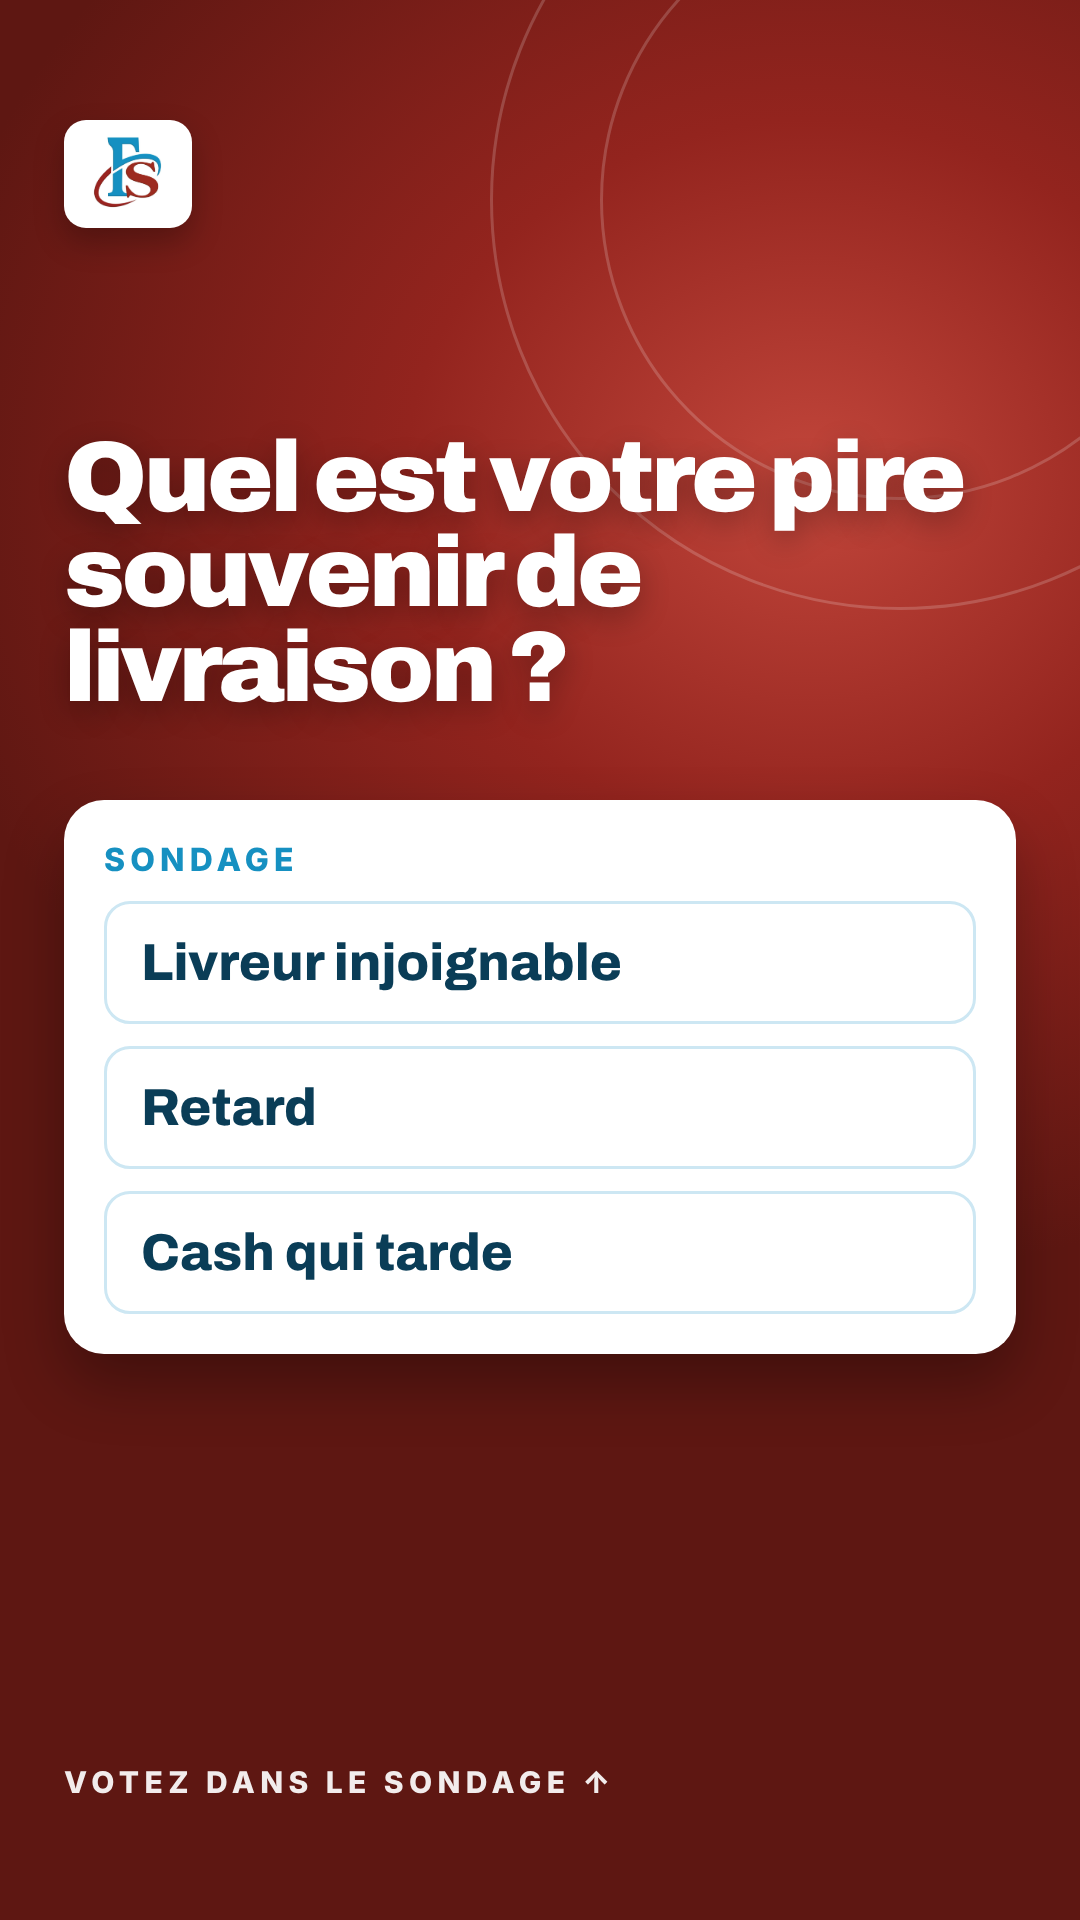 FS
Quel est votre pire
souvenir de
livraison ?
SONDAGE
Livreur injoignable
Retard
Cash qui tarde
VOTEZ DANS LE SONDAGE ↑